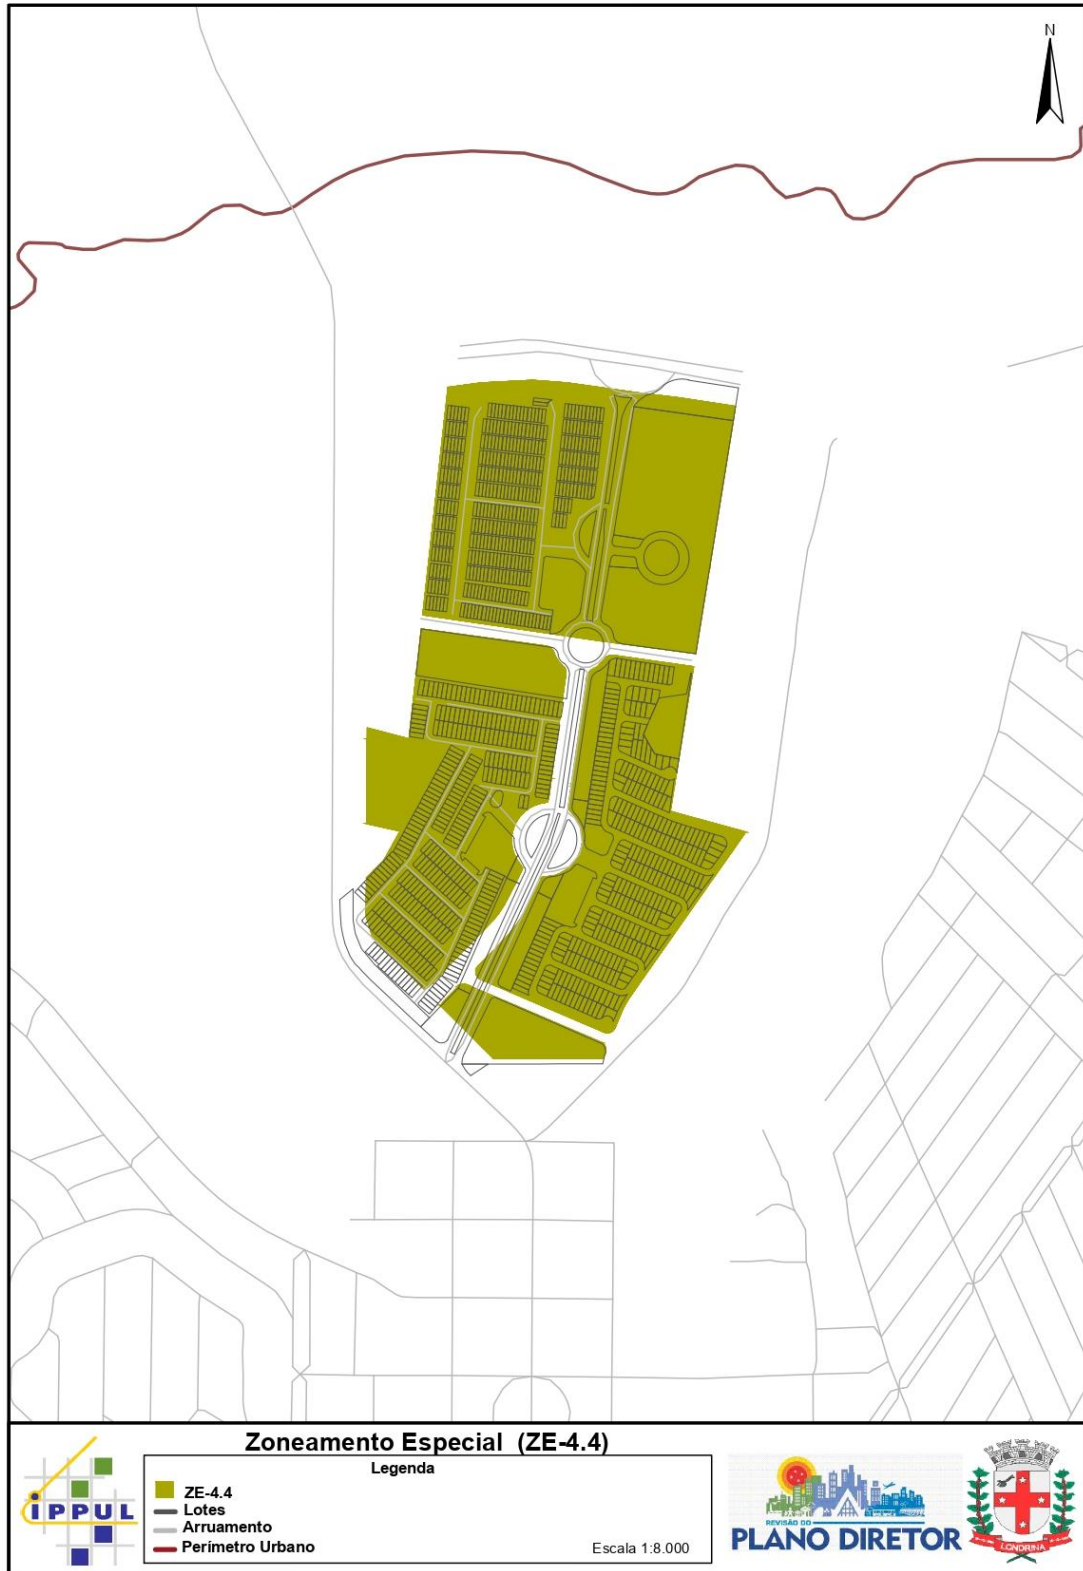 N
Zoneamento Especial (ZE-4.4)
Legenda
ZE-4.4
Lotes
Arruamento
Perímetro Urbano
Escala 1:8.000
IPPUL
REVISÃO DO
PLANO DIRETOR
LONDRINA